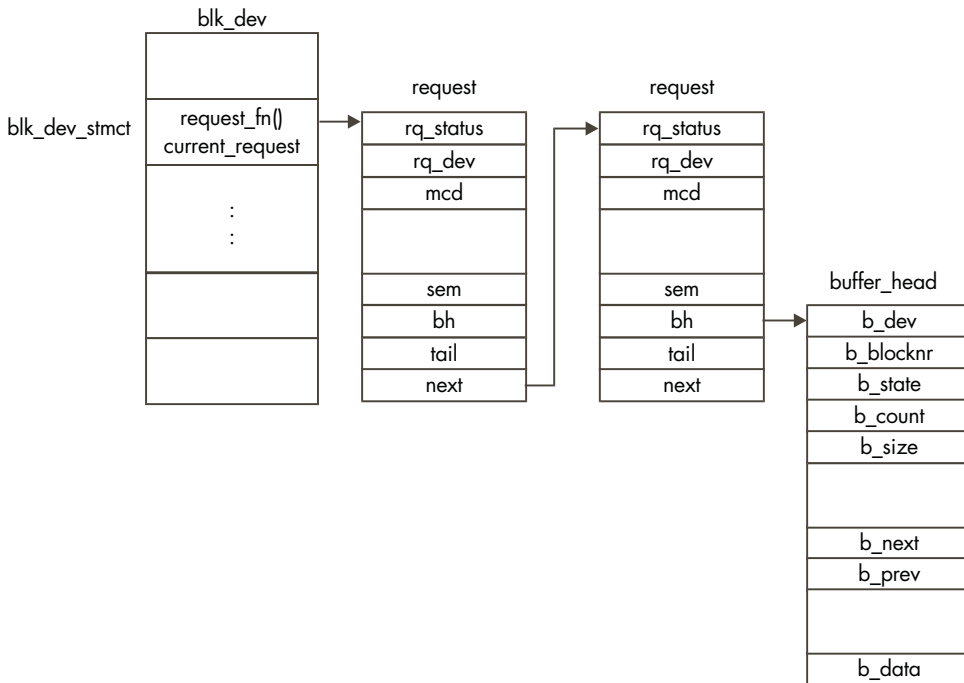 blk_dev
blk_dev_stmct
request_fn()
current_request
:
:
request
rq_status
rq_dev
mcd
sem
bh
tail
next
request
rq_status
rq_dev
mcd
sem
bh
tail
next
buffer_head
b_dev
b_blocknr
b_state
b_count
b_size
b_next
b_prev
b_data